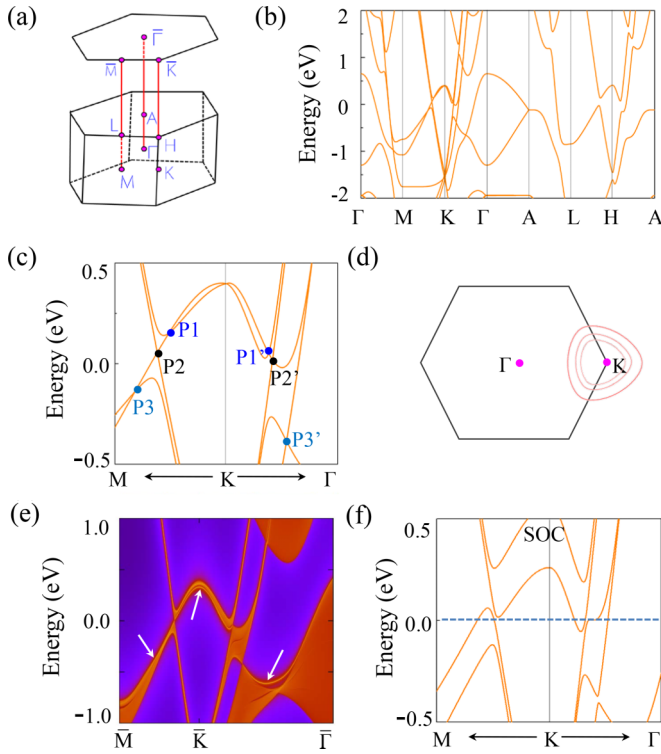 (a)
Γ̅
M̅ K̅
A
L H
Γ
M K
(b)
Energy (eV)
2
1
0
-1
-2
Γ M K Γ A L H A
(c)
Energy (eV)
0.5
0.0
-0.5
P1
P2
P3
P1’
P2’
P3’
M K Γ
(d)
Γ K
(e)
Energy (eV)
1.0
0.0
-1.0
M̅ K̅ Γ̅
(f)
SOC
Energy (eV)
0.5
0.0
-0.5
M K Γ